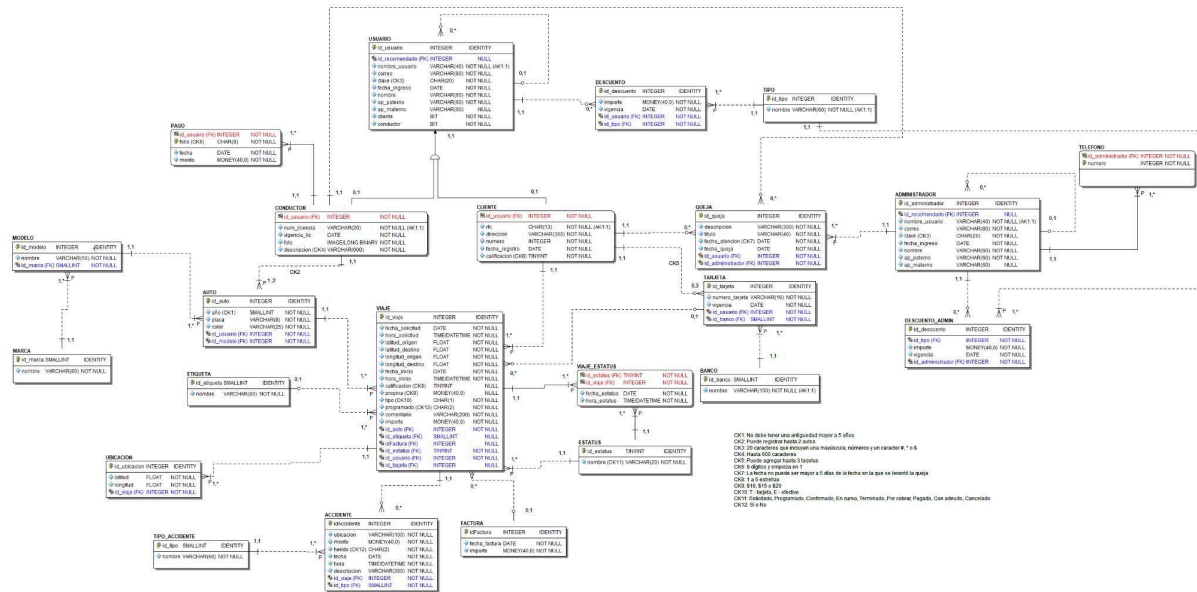 USUARIO
id_usuario INTEGER IDENTITY
id_recomendado (FK) INTEGER NULL
nombre_usuario VARCHAR(40) NOT NULL (AK1:1)
correo VARCHAR(80) NOT NULL
clave (CK3) CHAR(20) NOT NULL
fecha_ingreso DATE NOT NULL
nombre VARCHAR(60) NOT NULL
ap_paterno VARCHAR(60) NOT NULL
ap_materno VARCHAR(60) NOT NULL
cliente BIT NOT NULL
conductor BIT NOT NULL
DESCUENTO
id_descuento INTEGER IDENTITY
importe MONEY(40,0) NOT NULL
vigencia DATE NOT NULL
id_usuario (FK) INTEGER NOT NULL
id_tipo (FK) INTEGER NOT NULL
TIPO
id_tipo INTEGER IDENTITY
nombre VARCHAR(60) NOT NULL (AK1:1)
PAGO
id_usuario (FK) INTEGER NOT NULL
folio (CK6) CHAR(8) NOT NULL
fecha DATE NOT NULL
monto MONEY(40,0) NOT NULL
TELEFONO
id_administrador (FK) INTEGER NOT NULL
numero INTEGER NOT NULL
CONDUCTOR
id_usuario (FK) INTEGER NOT NULL
num_licencia VARCHAR(20) NOT NULL (AK1:1)
vigencia_lic DATE NOT NULL
foto IMAGE/LONG BINARY NOT NULL
descripcion (CK4) VARCHAR(600) NOT NULL
CLIENTE
id_usuario (FK) INTEGER NOT NULL
rfc CHAR(13) NOT NULL (AK1:1)
direccion VARCHAR(300) NOT NULL
numero INTEGER NOT NULL
fecha_registro DATE NOT NULL
calificacion (CK8) TINYINT NOT NULL
QUEJA
id_queja INTEGER IDENTITY
descripcion VARCHAR(300) NOT NULL
titulo VARCHAR(40) NOT NULL
fecha_atencion (CK7) DATE NOT NULL
fecha_queja DATE NOT NULL
id_usuario (FK) INTEGER NOT NULL
id_administrador (FK) INTEGER NOT NULL
ADMINISTRADOR
id_administrador INTEGER IDENTITY
id_recomendado (FK) INTEGER NULL
nombre_usuario VARCHAR(40) NOT NULL (AK1:1)
correo VARCHAR(80) NOT NULL
clave (CK3) CHAR(20) NOT NULL
fecha_ingreso DATE NOT NULL
nombre VARCHAR(60) NOT NULL
ap_paterno VARCHAR(60) NOT NULL
ap_materno VARCHAR(60) NOT NULL
MODELO
id_modelo INTEGER IDENTITY
nombre VARCHAR(50) NOT NULL
id_marca (FK) SMALLINT NOT NULL
CK2
CK5
AUTO
id_auto INTEGER IDENTITY
año (CK1) SMALLINT NOT NULL
placa VARCHAR(8) NOT NULL
color VARCHAR(25) NOT NULL
id_usuario (FK) INTEGER NOT NULL
id_modelo (FK) INTEGER NOT NULL
TARJETA
id_tarjeta INTEGER IDENTITY
numero_tarjeta VARCHAR(16) NOT NULL
vigencia DATE NOT NULL
id_usuario (FK) INTEGER NOT NULL
id_banco (FK) SMALLINT NOT NULL
VIAJE
id_viaje INTEGER IDENTITY
fecha_solicitud DATE NOT NULL
hora_solicitud TIME/DATETIME NOT NULL
latitud_origen FLOAT NOT NULL
latitud_destino FLOAT NOT NULL
longitud_origen FLOAT NOT NULL
longitud_destino FLOAT NOT NULL
fecha_inicio DATE NOT NULL
hora_inicio TIME/DATETIME NOT NULL
calificacion (CK8) TINYINT NOT NULL
propina (CK9) MONEY(40,0) NULL
tipo (CK10) CHAR(1) NOT NULL
programado (CK12) CHAR(2) NOT NULL
comentario VARCHAR(200) NOT NULL
importe MONEY(40,0) NOT NULL
id_auto (FK) INTEGER NOT NULL
id_etiqueta (FK) SMALLINT NULL
idFactura (FK) INTEGER NOT NULL
id_estatus (FK) TINYINT NOT NULL
id_usuario (FK) INTEGER NOT NULL
id_tarjeta (FK) INTEGER NULL
DESCUENTO_ADMIN
id_descuento INTEGER IDENTITY
id_tipo (FK) INTEGER NOT NULL
importe MONEY(40,0) NOT NULL
vigencia DATE NOT NULL
id_administrador (FK) INTEGER NOT NULL
MARCA
id_marca SMALLINT IDENTITY
nombre VARCHAR(80) NOT NULL
ETIQUETA
id_etiqueta SMALLINT IDENTITY
nombre VARCHAR(80) NOT NULL
VIAJE_ESTATUS
id_estatus (FK) TINYINT NOT NULL
id_viaje (FK) INTEGER NOT NULL
fecha_estatus DATE NOT NULL
hora_estatus TIME/DATETIME NOT NULL
BANCO
id_banco SMALLINT IDENTITY
nombre VARCHAR(100) NOT NULL (AK1:1)
ESTATUS
id_estatus TINYINT IDENTITY
nombre (CK11) VARCHAR(20) NOT NULL
UBICACION
id_ubicacion INTEGER IDENTITY
latitud FLOAT NOT NULL
longitud FLOAT NOT NULL
id_viaje (FK) INTEGER NOT NULL
CK1: No debe tener una antiguedad mayor a 5 años
CK2: Puede registrar hasta 2 autos
CK3: 20 caracteres que incluyan una mayúscula, números y un caracter #, * o $
CK4: Hasta 600 caracteres
CK5: Puede agregar hasta 3 tarjetas
CK6: 8 digitos y empieza en 1
CK7: La fecha no puede ser mayor a 5 días de la fecha en la que se levantó la queja
CK8: 1 a 5 estrellas
CK9: $10, $15 o $20
CK10: T - tarjeta, E - efectivo
CK11: Solicitado, Programado, Confirmado, En curso, Terminado, Por cobrar, Pagado, Con adeudo, Cancelado
CK12: Si o No
ACCIDENTE
idAccidente INTEGER IDENTITY
ubicacion VARCHAR(100) NOT NULL
monto MONEY(40,0) NOT NULL
herido (CK12) CHAR(2) NOT NULL
fecha DATE NOT NULL
hora TIME/DATETIME NOT NULL
descripcion VARCHAR(300) NOT NULL
id_viaje (FK) INTEGER NOT NULL
id_tipo (FK) SMALLINT NOT NULL
FACTURA
idFactura INTEGER IDENTITY
fecha_factura DATE NOT NULL
importe MONEY(40,0) NOT NULL
TIPO_ACCIDENTE
id_tipo SMALLINT IDENTITY
nombre VARCHAR(60) NOT NULL